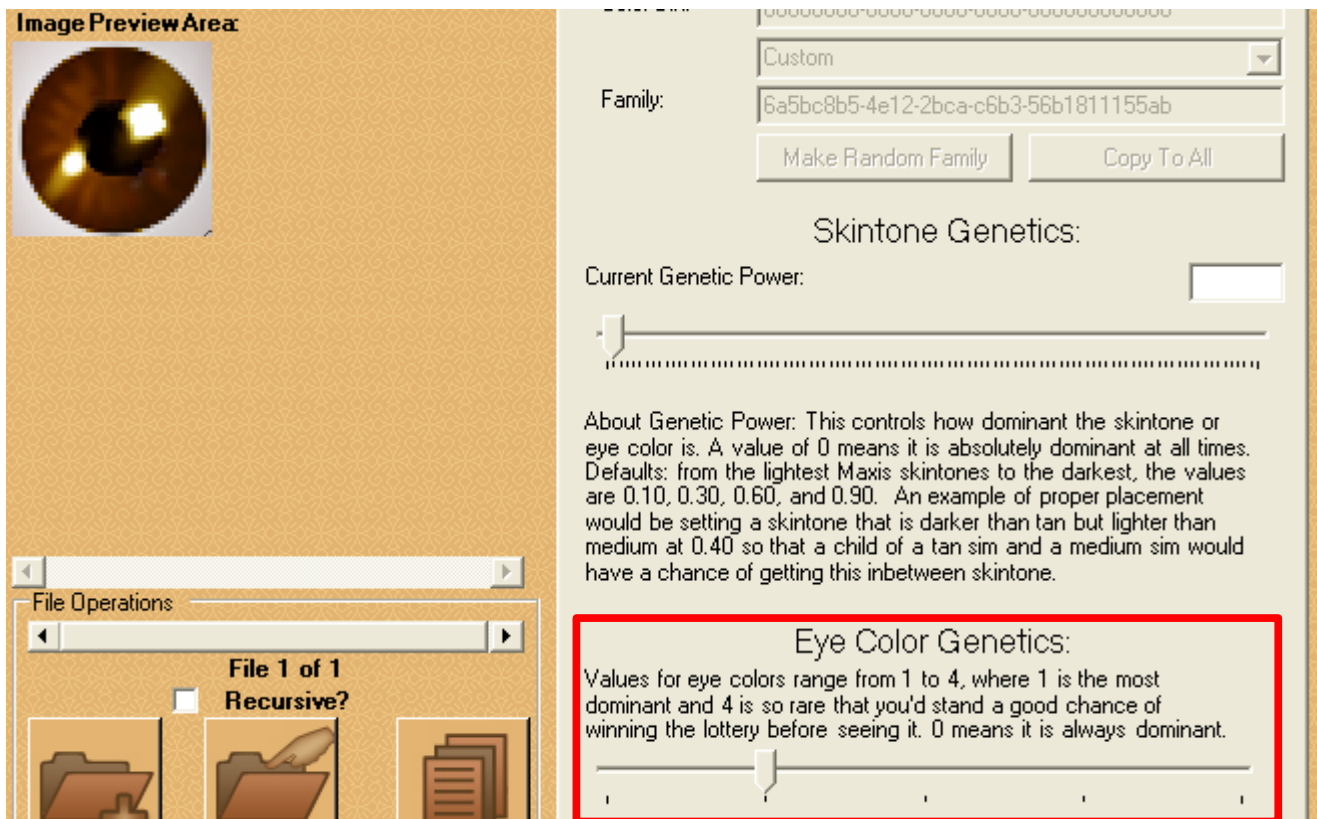 Image Preview Area:
Custom
Family:
6a5bc8b5-4e12-2bca-c6b3-56b1811155ab
Make Random Family
Copy To All
Skintone Genetics:
Current Genetic Power:
About Genetic Power: This controls how dominant the skintone or
eye color is. A value of 0 means it is absolutely dominant at all times.
Defaults: from the lightest Maxis skintones to the darkest, the values
are 0.10, 0.30, 0.60, and 0.90. An example of proper placement
would be setting a skintone that is darker than tan but lighter than
medium at 0.40 so that a child of a tan sim and a medium sim would
have a chance of getting this inbetween skintone.
File Operations
File 1 of 1
Recursive?
Eye Color Genetics:
Values for eye colors range from 1 to 4, where 1 is the most
dominant and 4 is so rare that you'd stand a good chance of
winning the lottery before seeing it. 0 means it is always dominant.